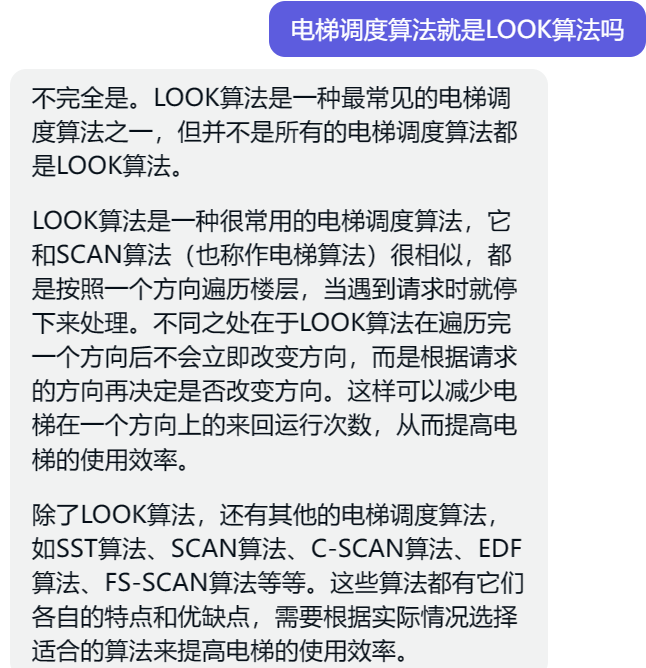 电梯调度算法就是LOOK算法吗
不完全是。LOOK算法是一种最常见的电梯调
度算法之一，但并不是所有的电梯调度算法都
是LOOK算法。
LOOK算法是一种很常用的电梯调度算法，它
和SCAN算法（也称作电梯算法）很相似，都
是按照一个方向遍历楼层，当遇到请求时就停
下来处理。不同之处在于LOOK算法在遍历完
一个方向后不会立即改变方向，而是根据请求
的方向再决定是否改变方向。这样可以减少电
梯在一个方向上的来回运行次数，从而提高电
梯的使用效率。
除了LOOK算法，还有其他的电梯调度算法，
如SST算法、SCAN算法、C-SCAN算法、EDF
算法、FS-SCAN算法等等。这些算法都有它们
各自的特点和优缺点，需要根据实际情况选择
适合的算法来提高电梯的使用效率。